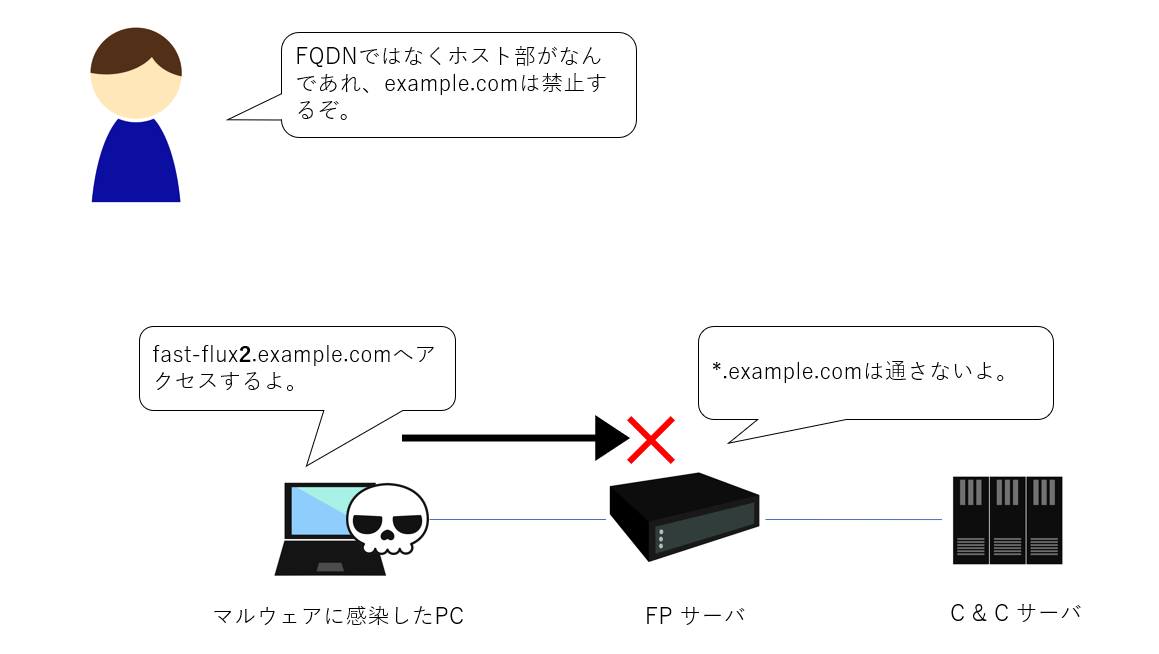 FQDNではなくホスト部がなん
であれ、example.comは禁止す
るぞ。
fast-flux2.example.comへア
クセスするよ。
*.example.comは通さないよ。
マルウェアに感染したPC
FP サーバ
C & C サーバ